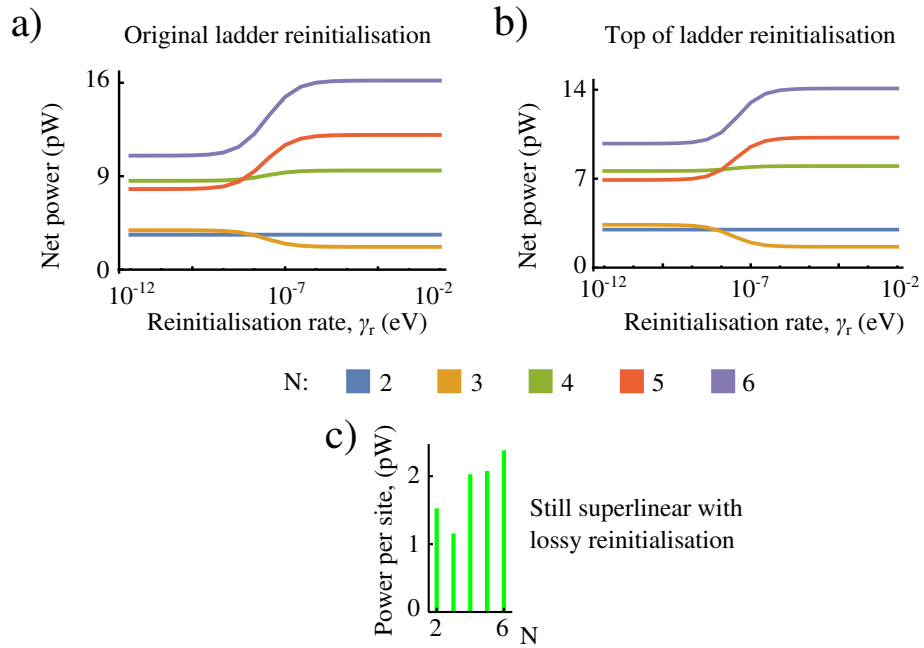 a)
Original ladder reinitialisation
16
9
0
Net power (pW)
10^-12
10^-7
10^-2
Reinitialisation rate, γ_r (eV)
b)
Top of ladder reinitialisation
14
7
0
Net power (pW)
10^-12
10^-7
10^-2
Reinitialisation rate, γ_r (eV)
N: 2 3 4 5 6
c)
2
1
0
Power per site, (pW)
2 6 N
Still superlinear with
lossy reinitialisation